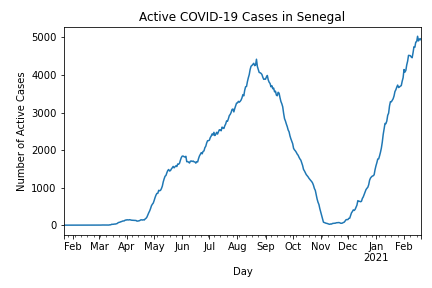 Active COVID-19 Cases in Senegal
Number of Active Cases
5000
4000
3000
2000
1000
0
Feb Mar Apr May Jun Jul Aug Sep Oct Nov Dec Jan Feb
2021
Day